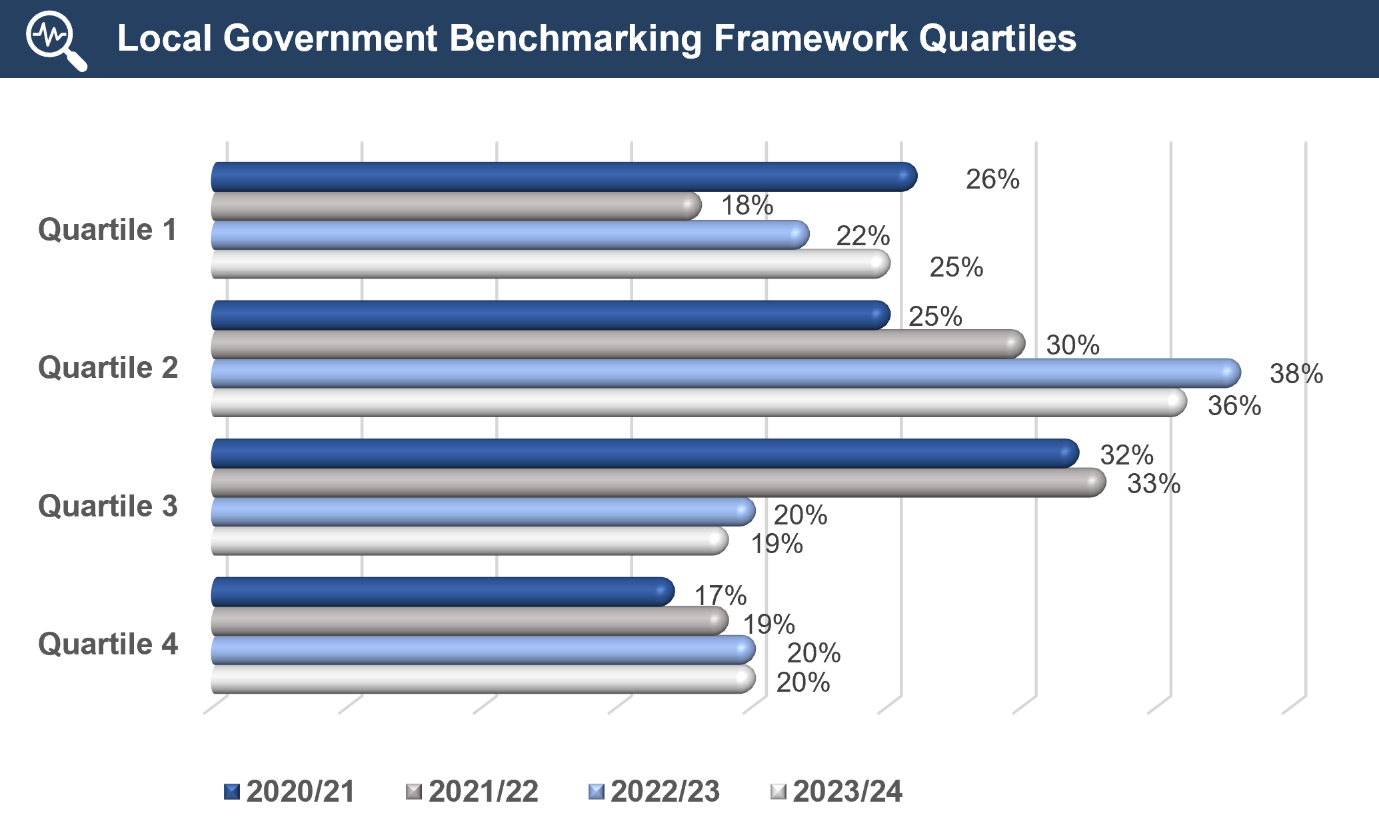 Local Government Benchmarking Framework Quartiles
26%
18%
Quartile 1
22%
25%
25%
30%
Quartile 2
38%
36%
32%
33%
Quartile 3
20%
19%
17%
19%
Quartile 4
20%
20%
2020/21 2021/22 2022/23 2023/24